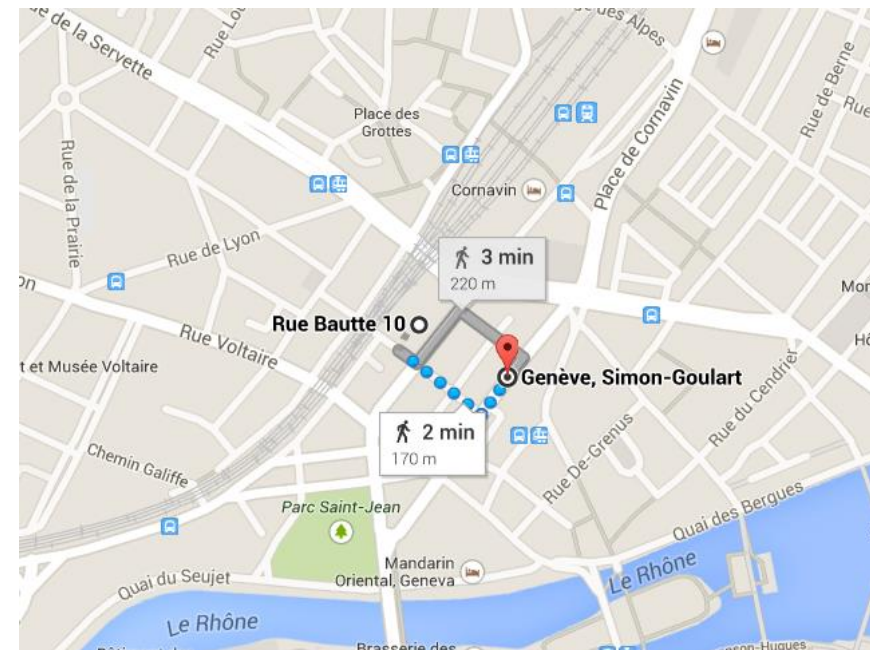 Rue de la Servette
des Alpes
Rue de Berne
Rue
Place des
Grottes
Place de Cornavin
Rue de la Prairie
Cornavin
Rue de Lyon
3 min
220 m
Rue Bautte 10
Rue Voltaire
t et Musée Voltaire
Genève, Simon-Goulart
2 min
170 m
Rue du Cendrier
Chemin Galiffe
Rue De-Grenus
Parc Saint-Jean
Quai des Bergues
Mandarin
Oriental, Geneva
Quai du Seujet
Le Rhône
Le Rhône
Brasserie des